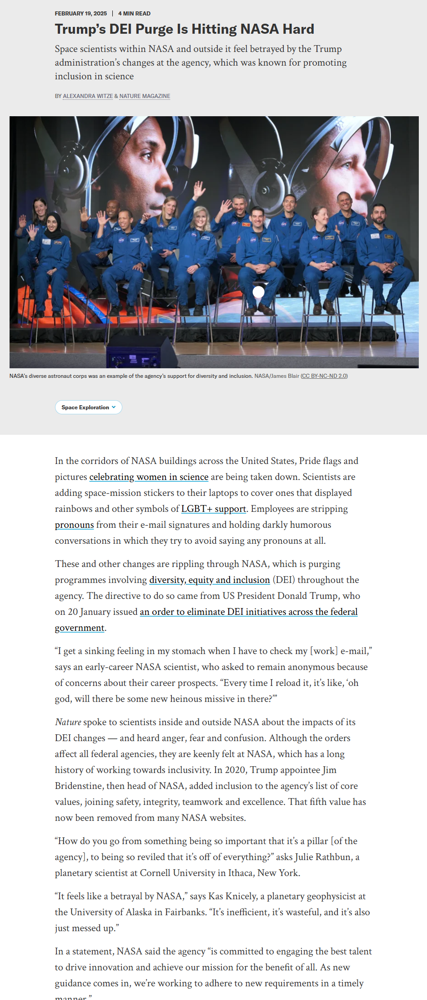 FEBRUARY 19, 2025 | 4 MIN READ
Trump’s DEI Purge Is Hitting NASA Hard
Space scientists within NASA and outside it feel betrayed by the Trump
administration’s changes at the agency, which was known for promoting
inclusion in science
BY ALEXANDRA WITZE & NATURE MAGAZINE
NASA’s diverse astronaut corps was an example of the agency’s support for diversity and inclusion. NASA/James Blair (CC BY-NC-ND 2.0)
Space Exploration
In the corridors of NASA buildings across the United States, Pride flags and
pictures celebrating women in science are being taken down. Scientists are
adding space-mission stickers to their laptops to cover ones that displayed
rainbows and other symbols of LGBT+ support. Employees are stripping
pronouns from their e-mail signatures and holding darkly humorous
conversations in which they try to avoid saying any pronouns at all.
These and other changes are rippling through NASA, which is purging
programmes involving diversity, equity and inclusion (DEI) throughout the
agency. The directive to do so came from US President Donald Trump, who
on 20 January issued an order to eliminate DEI initiatives across the federal
government.
“I get a sinking feeling in my stomach when I have to check my [work] e-mail,”
says an early-career NASA scientist, who asked to remain anonymous because
of concerns about their career prospects. “Every time I reload it, it’s like, ‘oh
god, will there be some new heinous missive in there?’”
Nature spoke to scientists inside and outside NASA about the impacts of its
DEI changes — and heard anger, fear and confusion. Although the orders
affect all federal agencies, they are keenly felt at NASA, which has a long
history of working towards inclusivity. In 2020, Trump appointee Jim
Bridenstine, then head of NASA, added inclusion to the agency’s list of core
values, joining safety, integrity, teamwork and excellence. That fifth value has
now been removed from many NASA websites.
“How do you go from something being so important that it’s a pillar [of the
agency], to being so reviled that it’s off of everything?” asks Julie Rathbun, a
planetary scientist at Cornell University in Ithaca, New York.
“It feels like a betrayal by NASA,” says Kas Knicely, a planetary geophysicist at
the University of Alaska in Fairbanks. “It’s inefficient, it’s wasteful, and it’s also
just messed up.”
In a statement, NASA said the agency “is committed to engaging the best talent
to drive innovation and achieve our mission for the benefit of all. As new
guidance comes in, we’re working to adhere to new requirements in a timely
manner.”